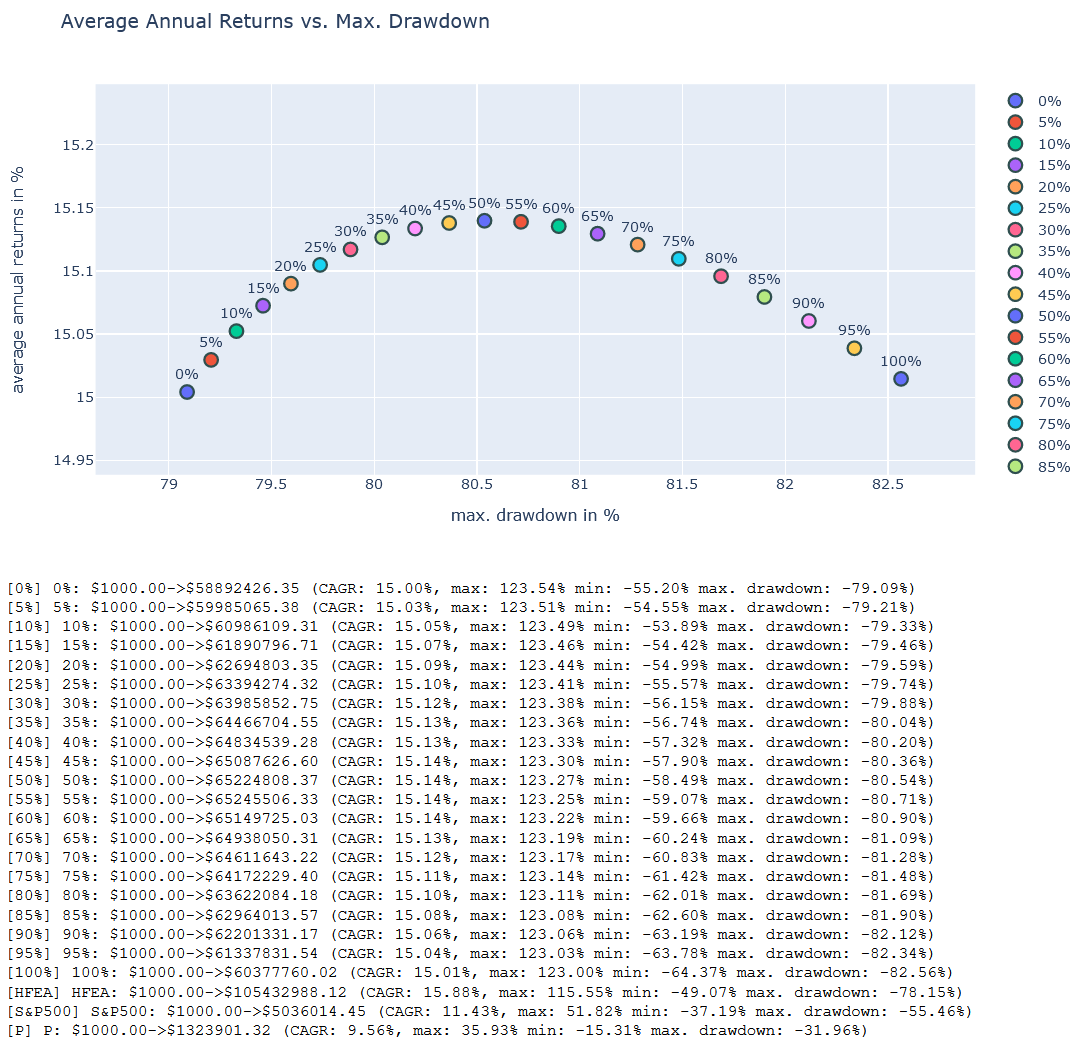 Average Annual Returns vs. Max. Drawdown
average annual returns in %
15.2
15.15
15.1
15.05
15
14.95
0%
5%
10%
15%
20%
25%
30%
35%
40%
45%
50%
55%
60%
65%
70%
75%
80%
85%
90%
95%
100%
79
79.5
80
80.5
81
81.5
82
82.5
max. drawdown in %
0%
5%
10%
15%
20%
25%
30%
35%
40%
45%
50%
55%
60%
65%
70%
75%
80%
85%
[0%] 0%: $1000.00->$58892426.35 (CAGR: 15.00%, max: 123.54% min: -55.20% max. drawdown: -79.09%)
[5%] 5%: $1000.00->$59985065.38 (CAGR: 15.03%, max: 123.51% min: -54.55% max. drawdown: -79.21%)
[10%] 10%: $1000.00->$60986109.31 (CAGR: 15.05%, max: 123.49% min: -53.89% max. drawdown: -79.33%)
[15%] 15%: $1000.00->$61890796.71 (CAGR: 15.07%, max: 123.46% min: -54.42% max. drawdown: -79.46%)
[20%] 20%: $1000.00->$62694803.35 (CAGR: 15.09%, max: 123.44% min: -54.99% max. drawdown: -79.59%)
[25%] 25%: $1000.00->$63394274.32 (CAGR: 15.10%, max: 123.41% min: -55.57% max. drawdown: -79.74%)
[30%] 30%: $1000.00->$63985852.75 (CAGR: 15.12%, max: 123.38% min: -56.15% max. drawdown: -79.88%)
[35%] 35%: $1000.00->$64466704.55 (CAGR: 15.13%, max: 123.36% min: -56.74% max. drawdown: -80.04%)
[40%] 40%: $1000.00->$64834539.28 (CAGR: 15.13%, max: 123.33% min: -57.32% max. drawdown: -80.20%)
[45%] 45%: $1000.00->$65087626.60 (CAGR: 15.14%, max: 123.30% min: -57.90% max. drawdown: -80.36%)
[50%] 50%: $1000.00->$65224808.37 (CAGR: 15.14%, max: 123.27% min: -58.49% max. drawdown: -80.54%)
[55%] 55%: $1000.00->$65245506.33 (CAGR: 15.14%, max: 123.25% min: -59.07% max. drawdown: -80.71%)
[60%] 60%: $1000.00->$65149725.03 (CAGR: 15.14%, max: 123.22% min: -59.66% max. drawdown: -80.90%)
[65%] 65%: $1000.00->$64938050.31 (CAGR: 15.13%, max: 123.19% min: -60.24% max. drawdown: -81.09%)
[70%] 70%: $1000.00->$64611643.22 (CAGR: 15.12%, max: 123.17% min: -60.83% max. drawdown: -81.28%)
[75%] 75%: $1000.00->$64172229.40 (CAGR: 15.11%, max: 123.14% min: -61.42% max. drawdown: -81.48%)
[80%] 80%: $1000.00->$63622084.18 (CAGR: 15.10%, max: 123.11% min: -62.01% max. drawdown: -81.69%)
[85%] 85%: $1000.00->$62964013.57 (CAGR: 15.08%, max: 123.08% min: -62.60% max. drawdown: -81.90%)
[90%] 90%: $1000.00->$62201331.17 (CAGR: 15.06%, max: 123.06% min: -63.19% max. drawdown: -82.12%)
[95%] 95%: $1000.00->$61337831.54 (CAGR: 15.04%, max: 123.03% min: -63.78% max. drawdown: -82.34%)
[100%] 100%: $1000.00->$60377760.02 (CAGR: 15.01%, max: 123.00% min: -64.37% max. drawdown: -82.56%)
[HFEA] HFEA: $1000.00->$105432988.12 (CAGR: 15.88%, max: 115.55% min: -49.07% max. drawdown: -78.15%)
[S&P500] S&P500: $1000.00->$5036014.45 (CAGR: 11.43%, max: 51.82% min: -37.19% max. drawdown: -55.46%)
[P] P: $1000.00->$1323901.32 (CAGR: 9.56%, max: 35.93% min: -15.31% max. drawdown: -31.96%)